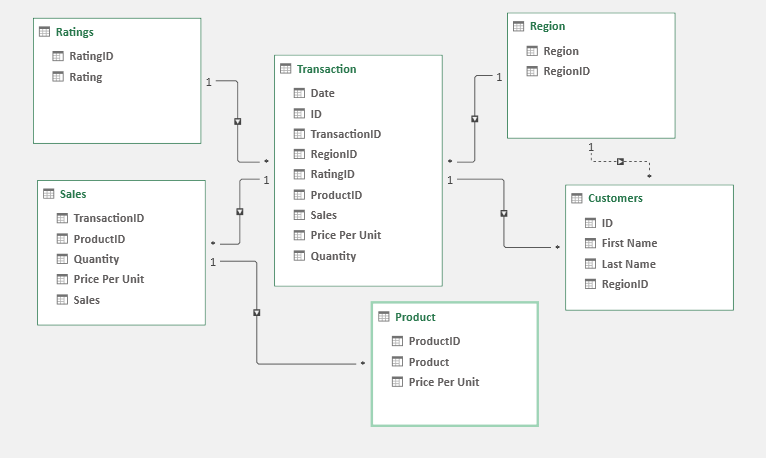 Ratings
RatingID
Rating
1
*
Transaction
Date
ID
TransactionID
RegionID
RatingID
ProductID
Sales
Price Per Unit
Quantity
Region
Region
RegionID
1
*
1
*
Sales
TransactionID
ProductID
Quantity
Price Per Unit
Sales
1
*
1
*
Customers
ID
First Name
Last Name
RegionID
1
*
Product
ProductID
Product
Price Per Unit